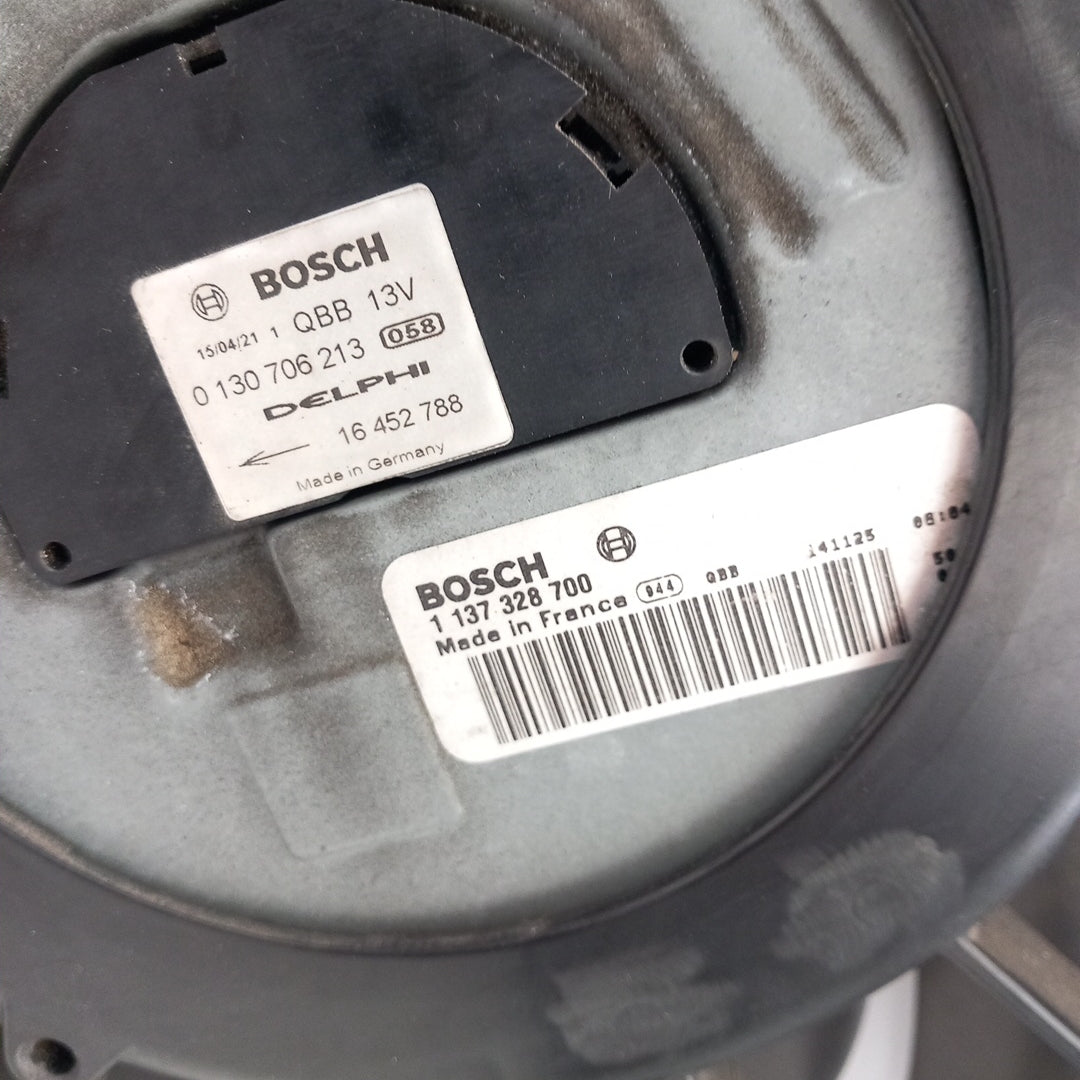 BOSCH
15/04/21 1 QBB 13V
0 130 706 213 058
DELPHI
16 452 788
Made in Germany
BOSCH
1 137 328 700
Made in France 944 QBB 141125